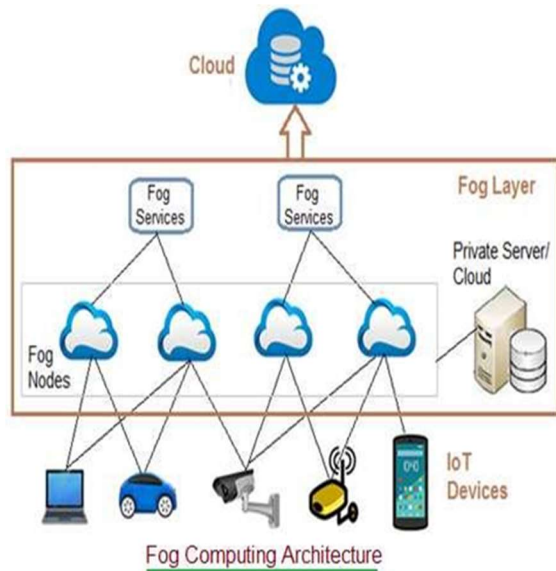 Cloud
Fog Layer
Fog
Services
Fog
Services
Private Server/
Cloud
Fog
Nodes
IoT
Devices
Fog Computing Architecture